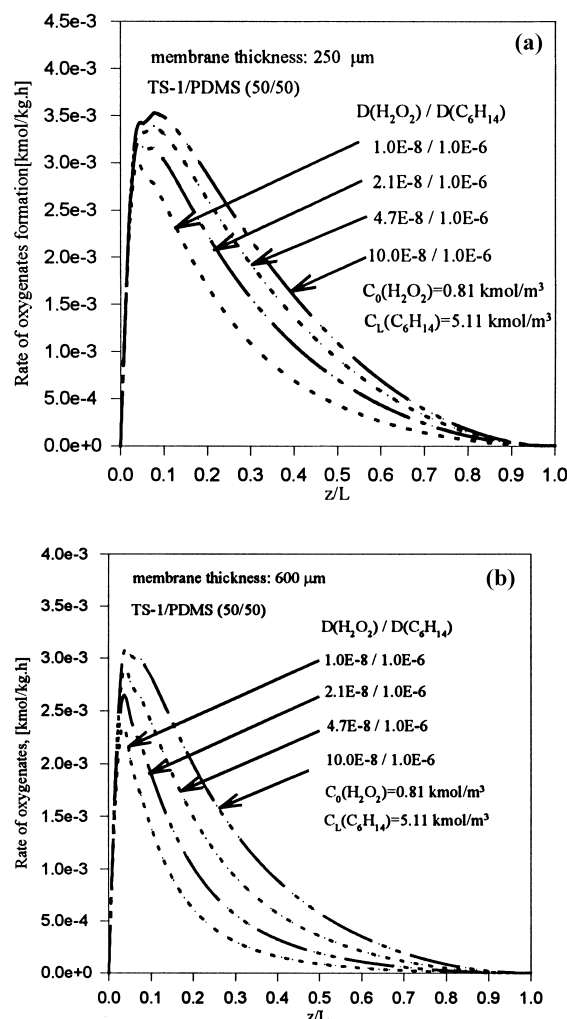 4.5e-3
(a)
membrane thickness: 250 μm
4.0e-3
TS-1/PDMS (50/50)
D(H₂O₂) / D(C₆H₁₄)
3.5e-3
1.0E-8 / 1.0E-6
3.0e-3
2.1E-8 / 1.0E-6
2.5e-3
4.7E-8 / 1.0E-6
2.0e-3
10.0E-8 / 1.0E-6
C₀(H₂O₂)=0.81 kmol/m³
1.5e-3
C_L(C₆H₁₄)=5.11 kmol/m³
1.0e-3
5.0e-4
0.0e+0
Rate of oxygenates formation[kmol/kg.h]
0.0 0.1 0.2 0.3 0.4 0.5 0.6 0.7 0.8 0.9 1.0
z/L
4.0e-3
(b)
membrane thickness: 600 μm
3.5e-3
TS-1/PDMS (50/50)
D(H₂O₂) / D(C₆H₁₄)
3.0e-3
1.0E-8 / 1.0E-6
2.5e-3
2.1E-8 / 1.0E-6
4.7E-8 / 1.0E-6
2.0e-3
10.0E-8 / 1.0E-6
C₀(H₂O₂)=0.81 kmol/m³
1.5e-3
C_L(C₆H₁₄)=5.11 kmol/m³
1.0e-3
5.0e-4
0.0e+0
Rate of oxygenates, [kmol/kg.h]
0.0 0.1 0.2 0.3 0.4 0.5 0.6 0.7 0.8 0.9 1.0
z/L